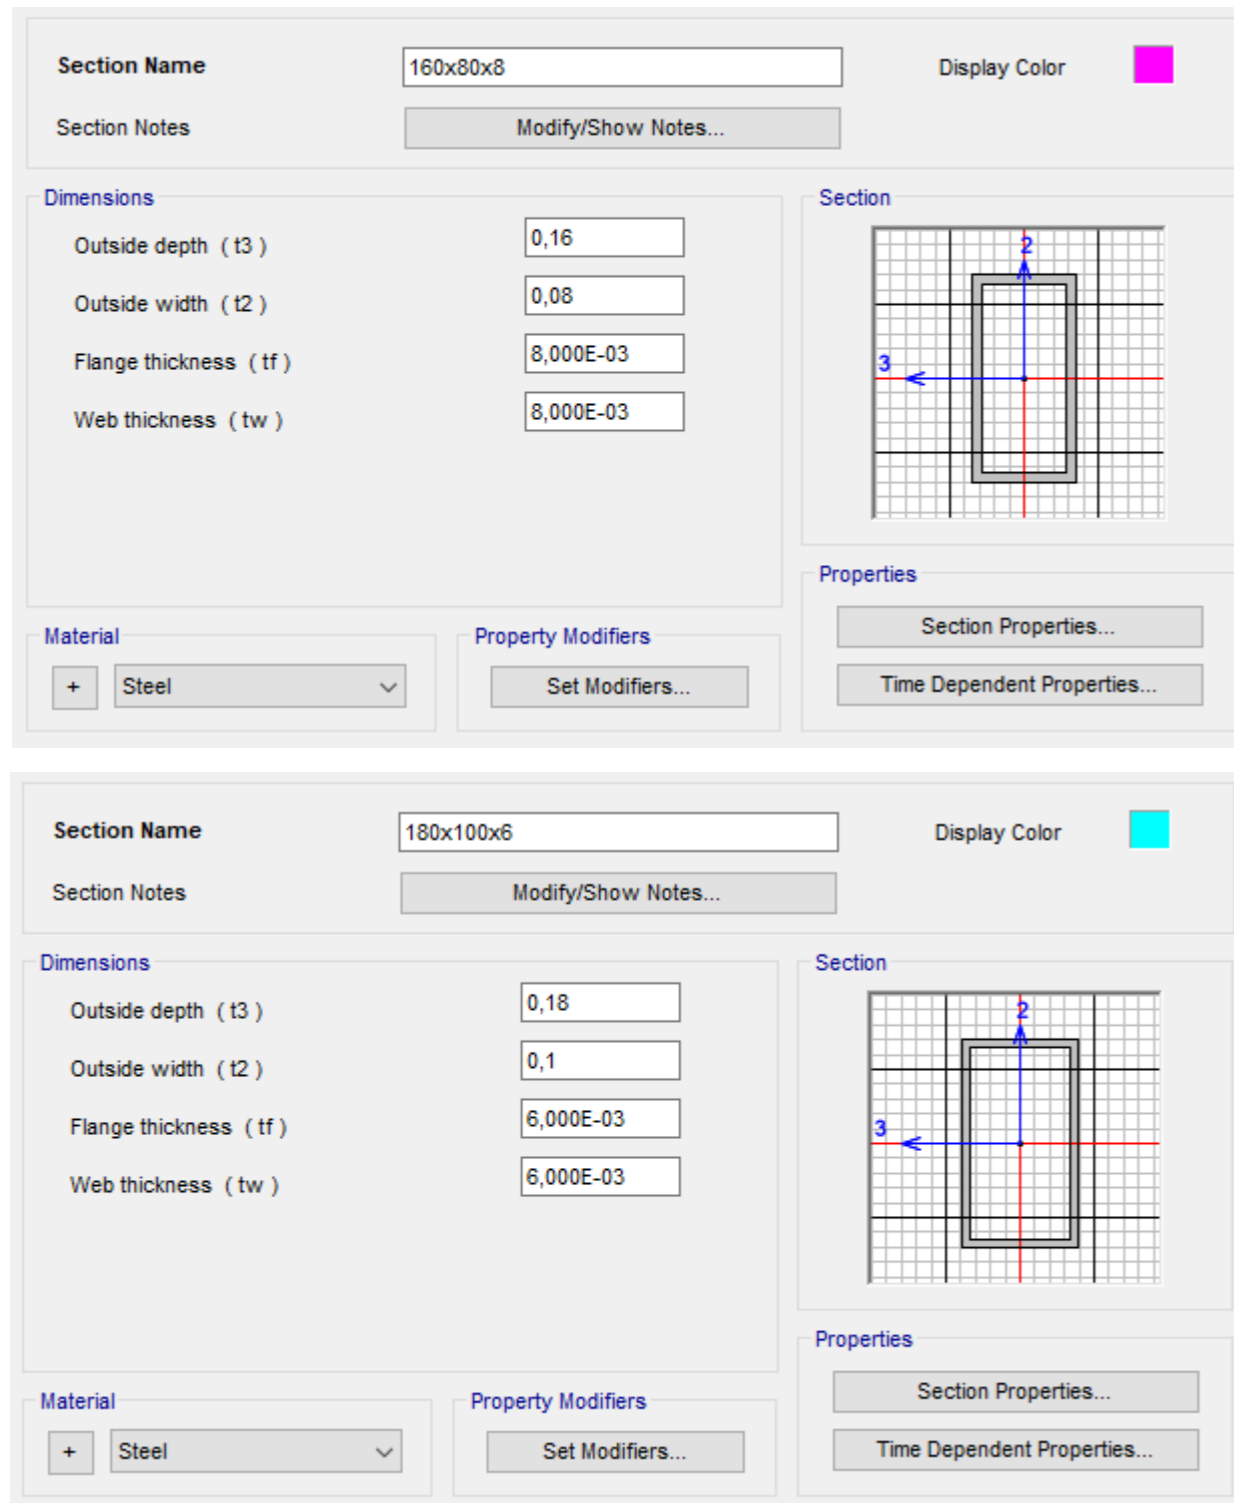 Section Name 160x80x8 Display Color
Section Notes Modify/Show Notes...
Dimensions
Outside depth ( t3 ) 0,16
Outside width ( t2 ) 0,08
Flange thickness ( tf ) 8,000E-03
Web thickness ( tw ) 8,000E-03
Section
2
3
Properties
Section Properties...
Time Dependent Properties...
Material
+ Steel
Property Modifiers
Set Modifiers...
Section Name 180x100x6 Display Color
Section Notes Modify/Show Notes...
Dimensions
Outside depth ( t3 ) 0,18
Outside width ( t2 ) 0,1
Flange thickness ( tf ) 6,000E-03
Web thickness ( tw ) 6,000E-03
Section
2
3
Properties
Section Properties...
Time Dependent Properties...
Material
+ Steel
Property Modifiers
Set Modifiers...